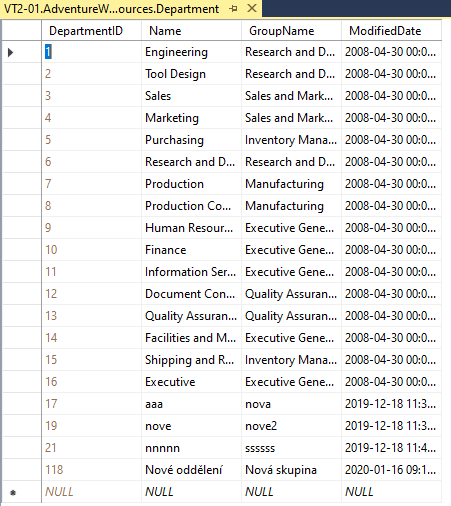 VT2-01.AdventureW...ources.Department
DepartmentID Name GroupName ModifiedDate
1 Engineering Research and D... 2008-04-30 00:0...
2 Tool Design Research and D... 2008-04-30 00:0...
3 Sales Sales and Mark... 2008-04-30 00:0...
4 Marketing Sales and Mark... 2008-04-30 00:0...
5 Purchasing Inventory Mana... 2008-04-30 00:0...
6 Research and D... Research and D... 2008-04-30 00:0...
7 Production Manufacturing 2008-04-30 00:0...
8 Production Co... Manufacturing 2008-04-30 00:0...
9 Human Resour... Executive Gene... 2008-04-30 00:0...
10 Finance Executive Gene... 2008-04-30 00:0...
11 Information Ser... Executive Gene... 2008-04-30 00:0...
12 Document Con... Quality Assuran... 2008-04-30 00:0...
13 Quality Assuran... Quality Assuran... 2008-04-30 00:0...
14 Facilities and M... Executive Gene... 2008-04-30 00:0...
15 Shipping and R... Inventory Mana... 2008-04-30 00:0...
16 Executive Executive Gene... 2008-04-30 00:0...
17 aaa nova 2019-12-18 11:3...
19 nove nove2 2019-12-18 11:3...
21 nnnnn ssssss 2019-12-18 11:4...
118 Nové oddělení Nová skupina 2020-01-16 09:1...
NULL NULL NULL NULL